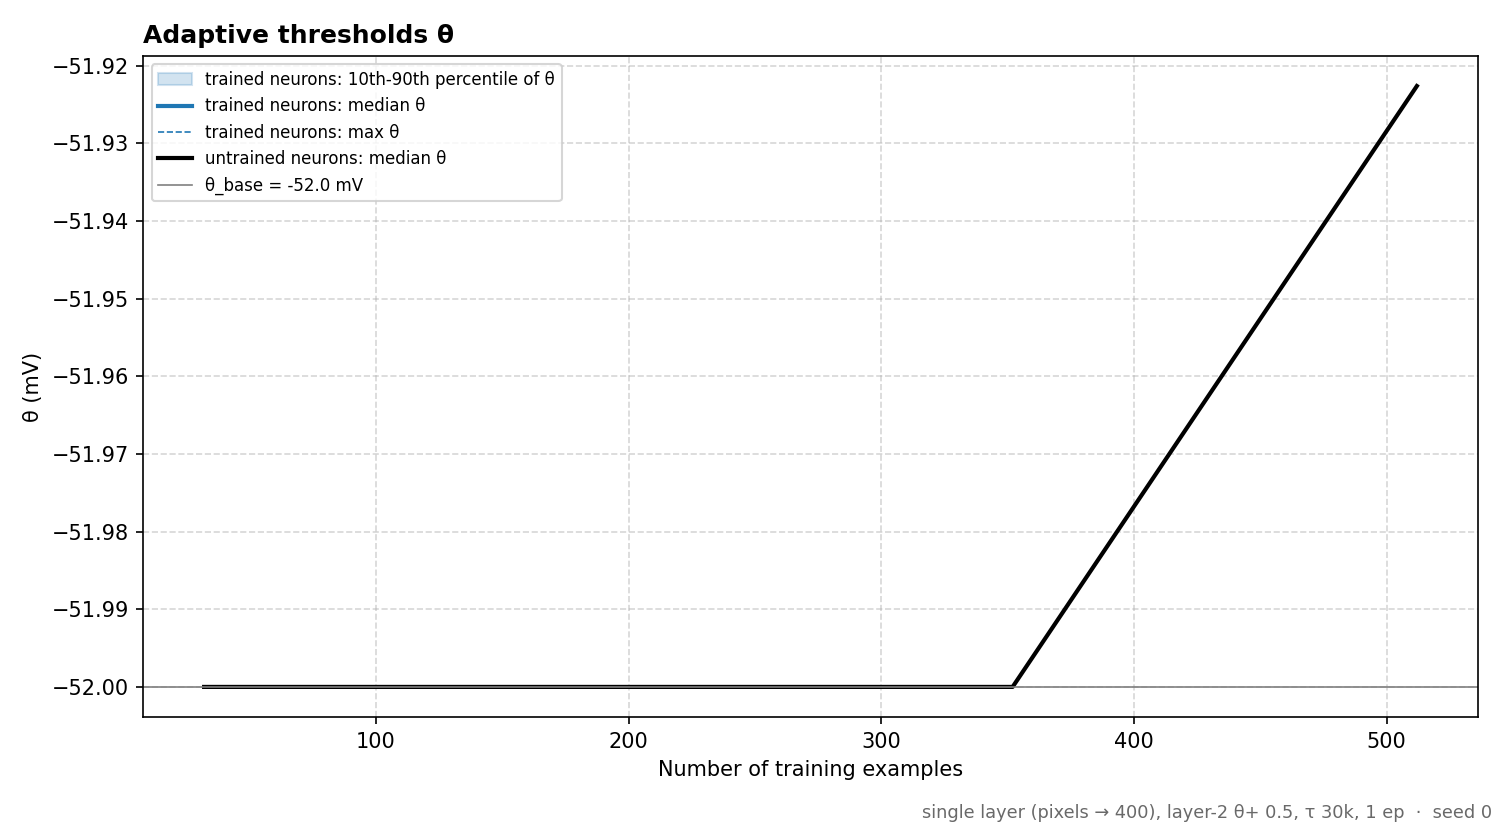 Adaptive thresholds θ
−51.92
−51.93
−51.94
−51.95
−51.96
−51.97
−51.98
−51.99
−52.00
θ (mV)
trained neurons: 10th-90th percentile of θ
trained neurons: median θ
trained neurons: max θ
untrained neurons: median θ
θ_base = -52.0 mV
100 200 300 400 500
Number of training examples
single layer (pixels → 400), layer-2 θ+ 0.5, τ 30k, 1 ep · seed 0